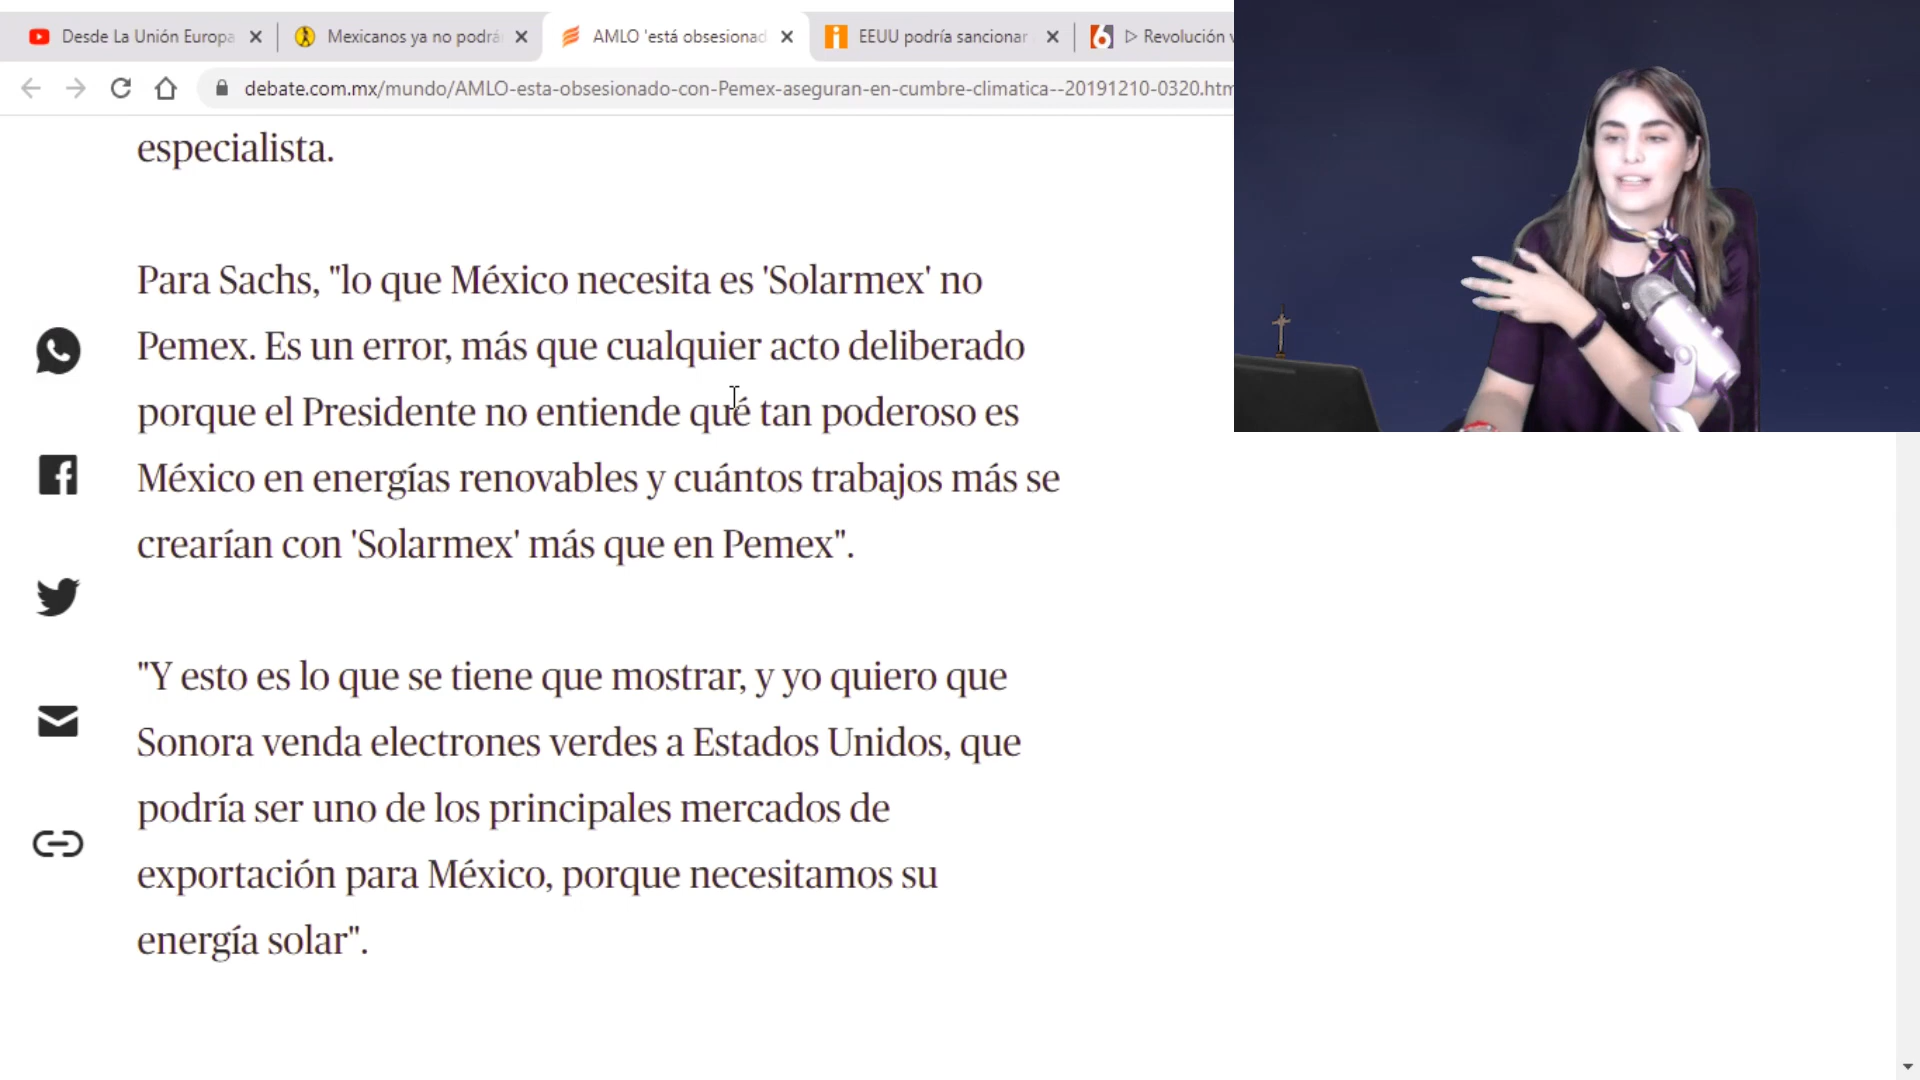 Desde La Unión Europa
Mexicanos ya no podrá
AMLO 'está obsesionad
EEUU podría sancionar
6 ▷ Revolución v
debate.com.mx/mundo/AMLO-esta-obsesionado-con-Pemex-aseguran-en-cumbre-climatica--20191210-0320.htm
especialista.
Para Sachs, "lo que México necesita es 'Solarmex' no
Pemex. Es un error, más que cualquier acto deliberado
porque el Presidente no entiende qué tan poderoso es
México en energías renovables y cuántos trabajos más se
crearían con 'Solarmex' más que en Pemex".
"Y esto es lo que se tiene que mostrar, y yo quiero que
Sonora venda electrones verdes a Estados Unidos, que
podría ser uno de los principales mercados de
exportación para México, porque necesitamos su
energía solar".